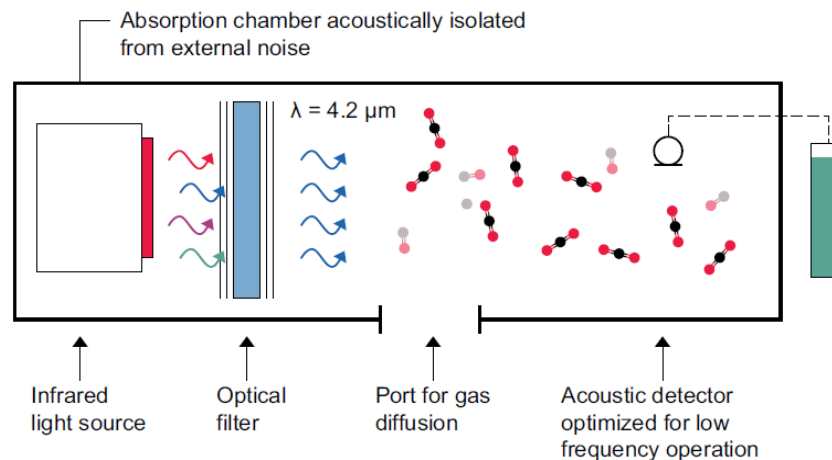 Absorption chamber acoustically isolated
from external noise
λ = 4.2 μm
Infrared
light source
Optical
filter
Port for gas
diffusion
Acoustic detector
optimized for low
frequency operation